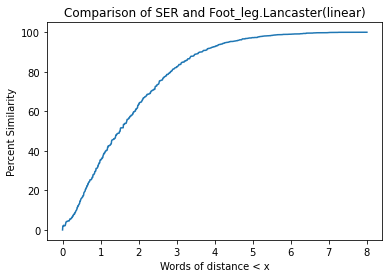 Comparison of SER and Foot_leg.Lancaster(linear)
100
80
60
40
20
0
Percent Similarity
0 1 2 3 4 5 6 7 8
Words of distance < x